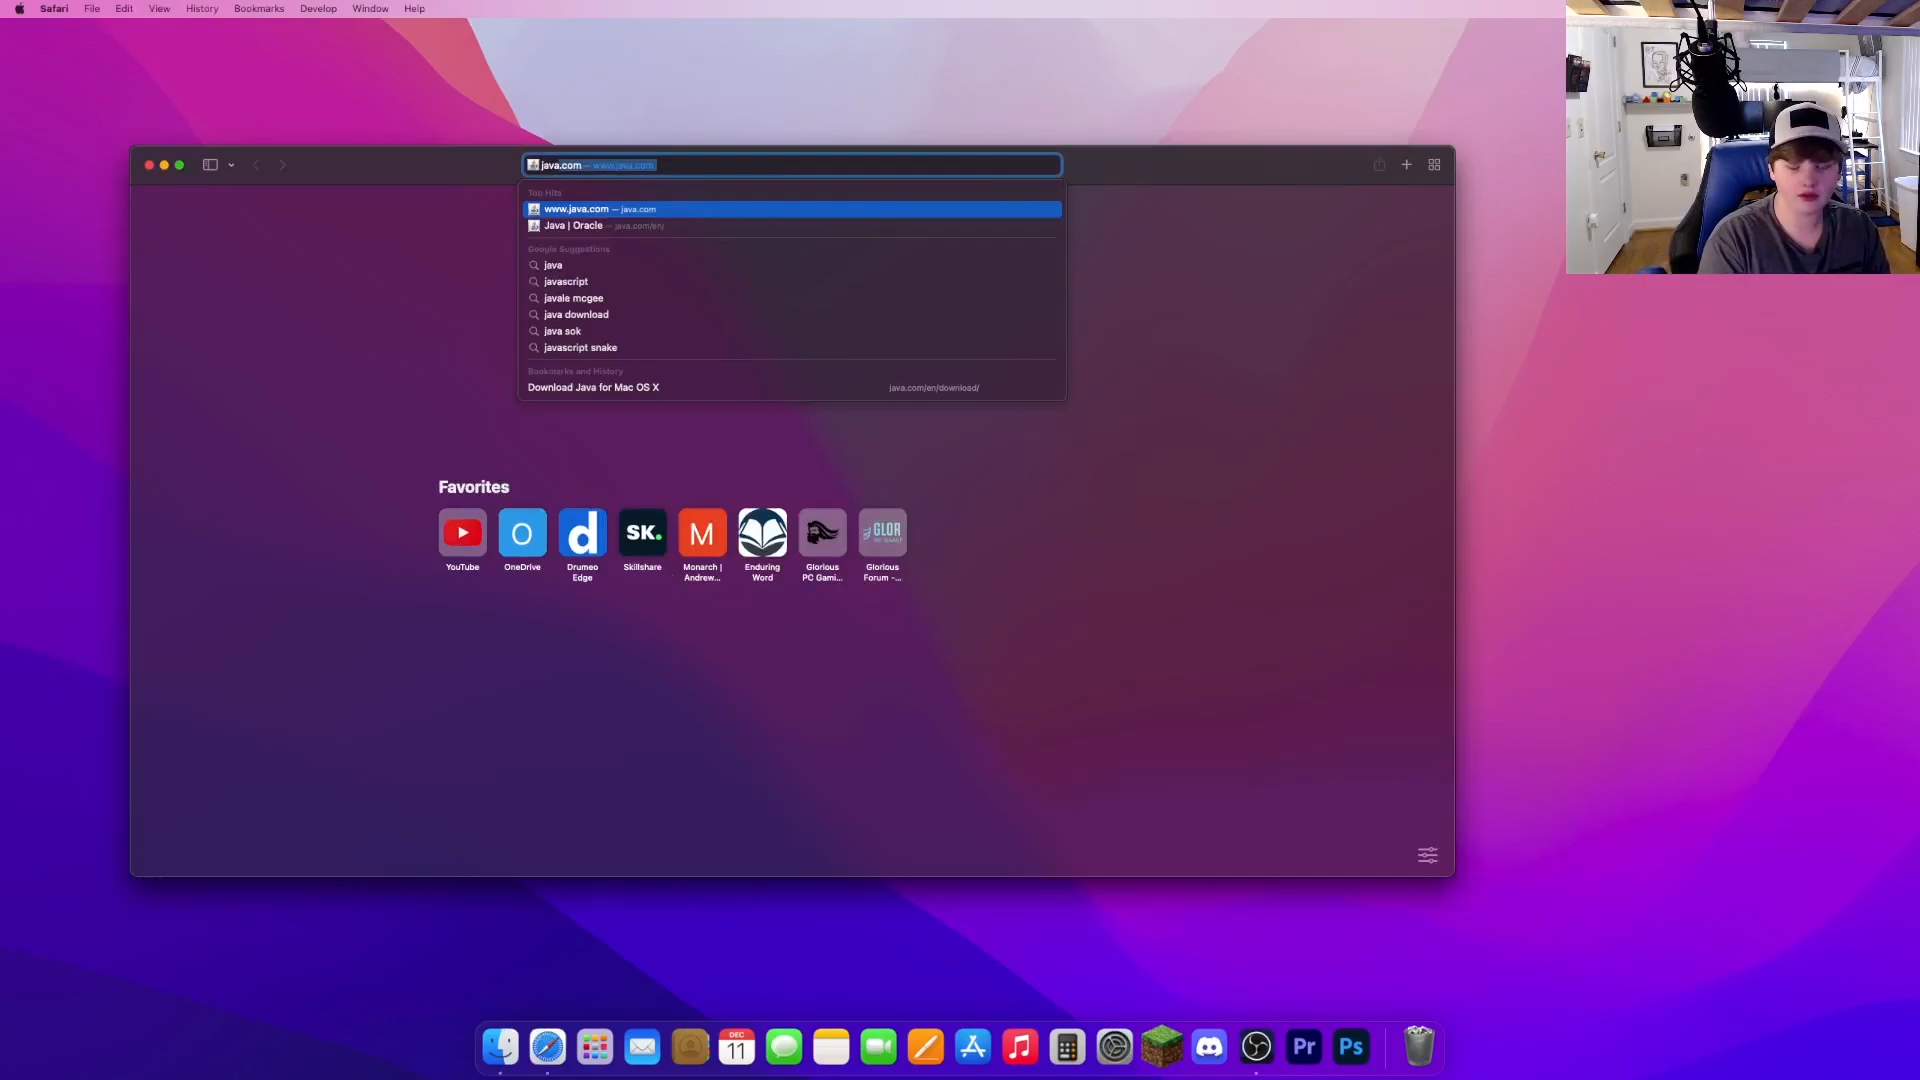 Safari File Edit View History Bookmarks Develop Window Help
java.com — www.java.com
Top Hits
www.java.com — java.com
Java | Oracle — java.com/en/
Google Suggestions
java
javascript
javale mcgee
java download
java sok
javascript snake
Bookmarks and History
Download Java for Mac OS X java.com/en/download/
Favorites
O
d
SK.
M
GLOR
YouTube
OneDrive
Drumeo
Edge
Skillshare
Monarch |
Andrew...
Enduring
Word
Glorious
PC Gami...
Glorious
Forum -...
DEC
11
Pr
Ps